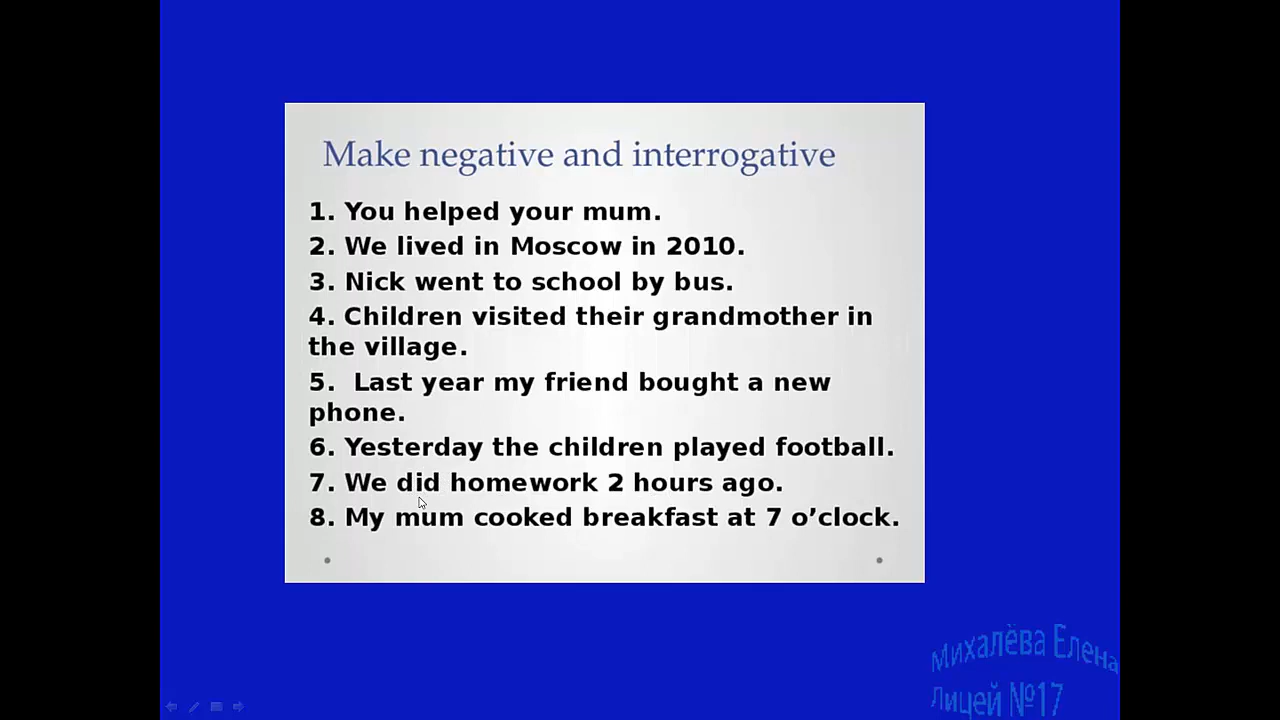 Make negative and interrogative
1. You helped your mum.
2. We lived in Moscow in 2010.
3. Nick went to school by bus.
4. Children visited their grandmother in
the village.
5.  Last year my friend bought a new
phone.
6. Yesterday the children played football.
7. We did homework 2 hours ago.
8. My mum cooked breakfast at 7 o’clock.
Михалёва Елена
Лицей №17